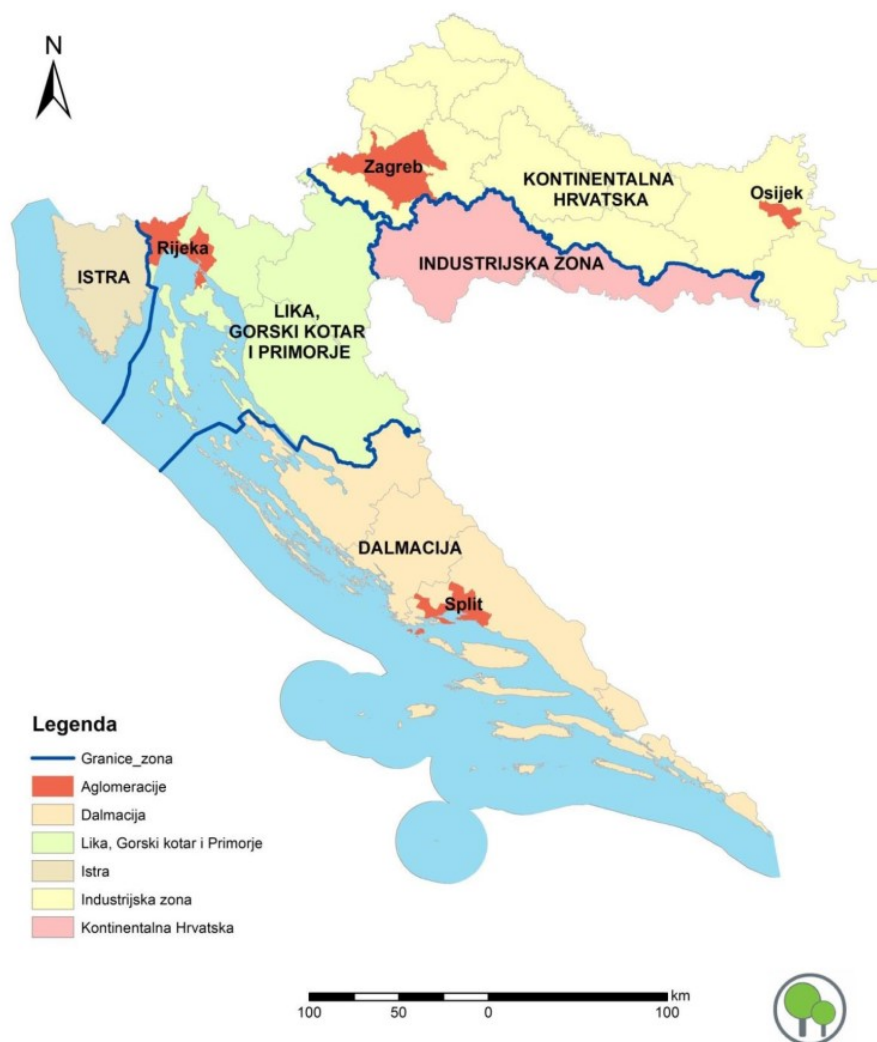 N
Zagreb
KONTINENTALNA
HRVATSKA
Osijek
Rijeka
ISTRA
INDUSTRIJSKA ZONA
LIKA,
GORSKI KOTAR
I PRIMORJE
DALMACIJA
Split
Legenda
Granice_zona
Aglomeracije
Dalmacija
Lika, Gorski kotar i Primorje
Istra
Industrijska zona
Kontinentalna Hrvatska
km
100 50 0 100